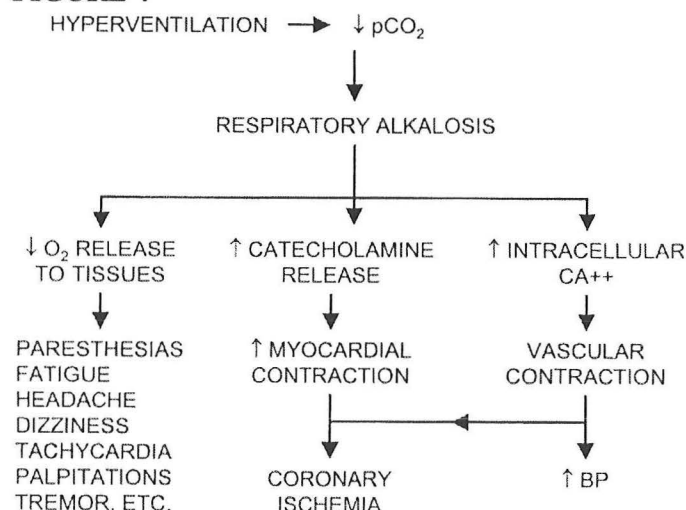 HYPERVENTILATION → ↓ pCO₂
RESPIRATORY ALKALOSIS
↓ O₂ RELEASE
TO TISSUES
↑ CATECHOLAMINE
RELEASE
↑ INTRACELLULAR
CA++
PARESTHESIAS
FATIGUE
HEADACHE
DIZZINESS
TACHYCARDIA
PALPITATIONS
TREMOR, ETC.
↑ MYOCARDIAL
CONTRACTION
VASCULAR
CONTRACTION
CORONARY
ISCHEMIA
↑ BP